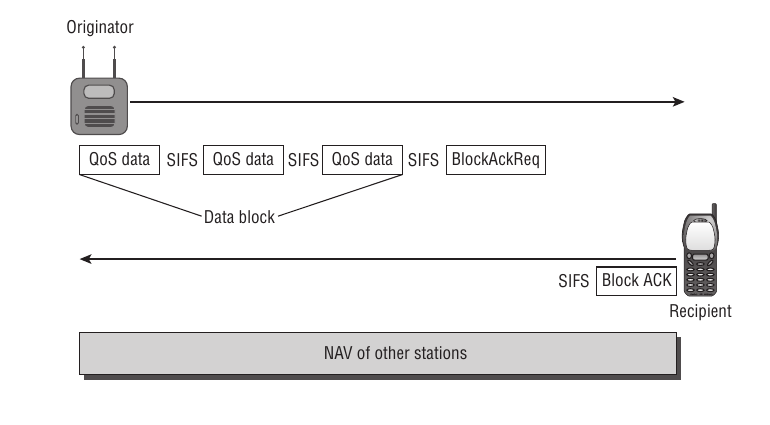 Originator
QoS data SIFS QoS data SIFS QoS data SIFS BlockAckReq
Data block
SIFS Block ACK
Recipient
NAV of other stations